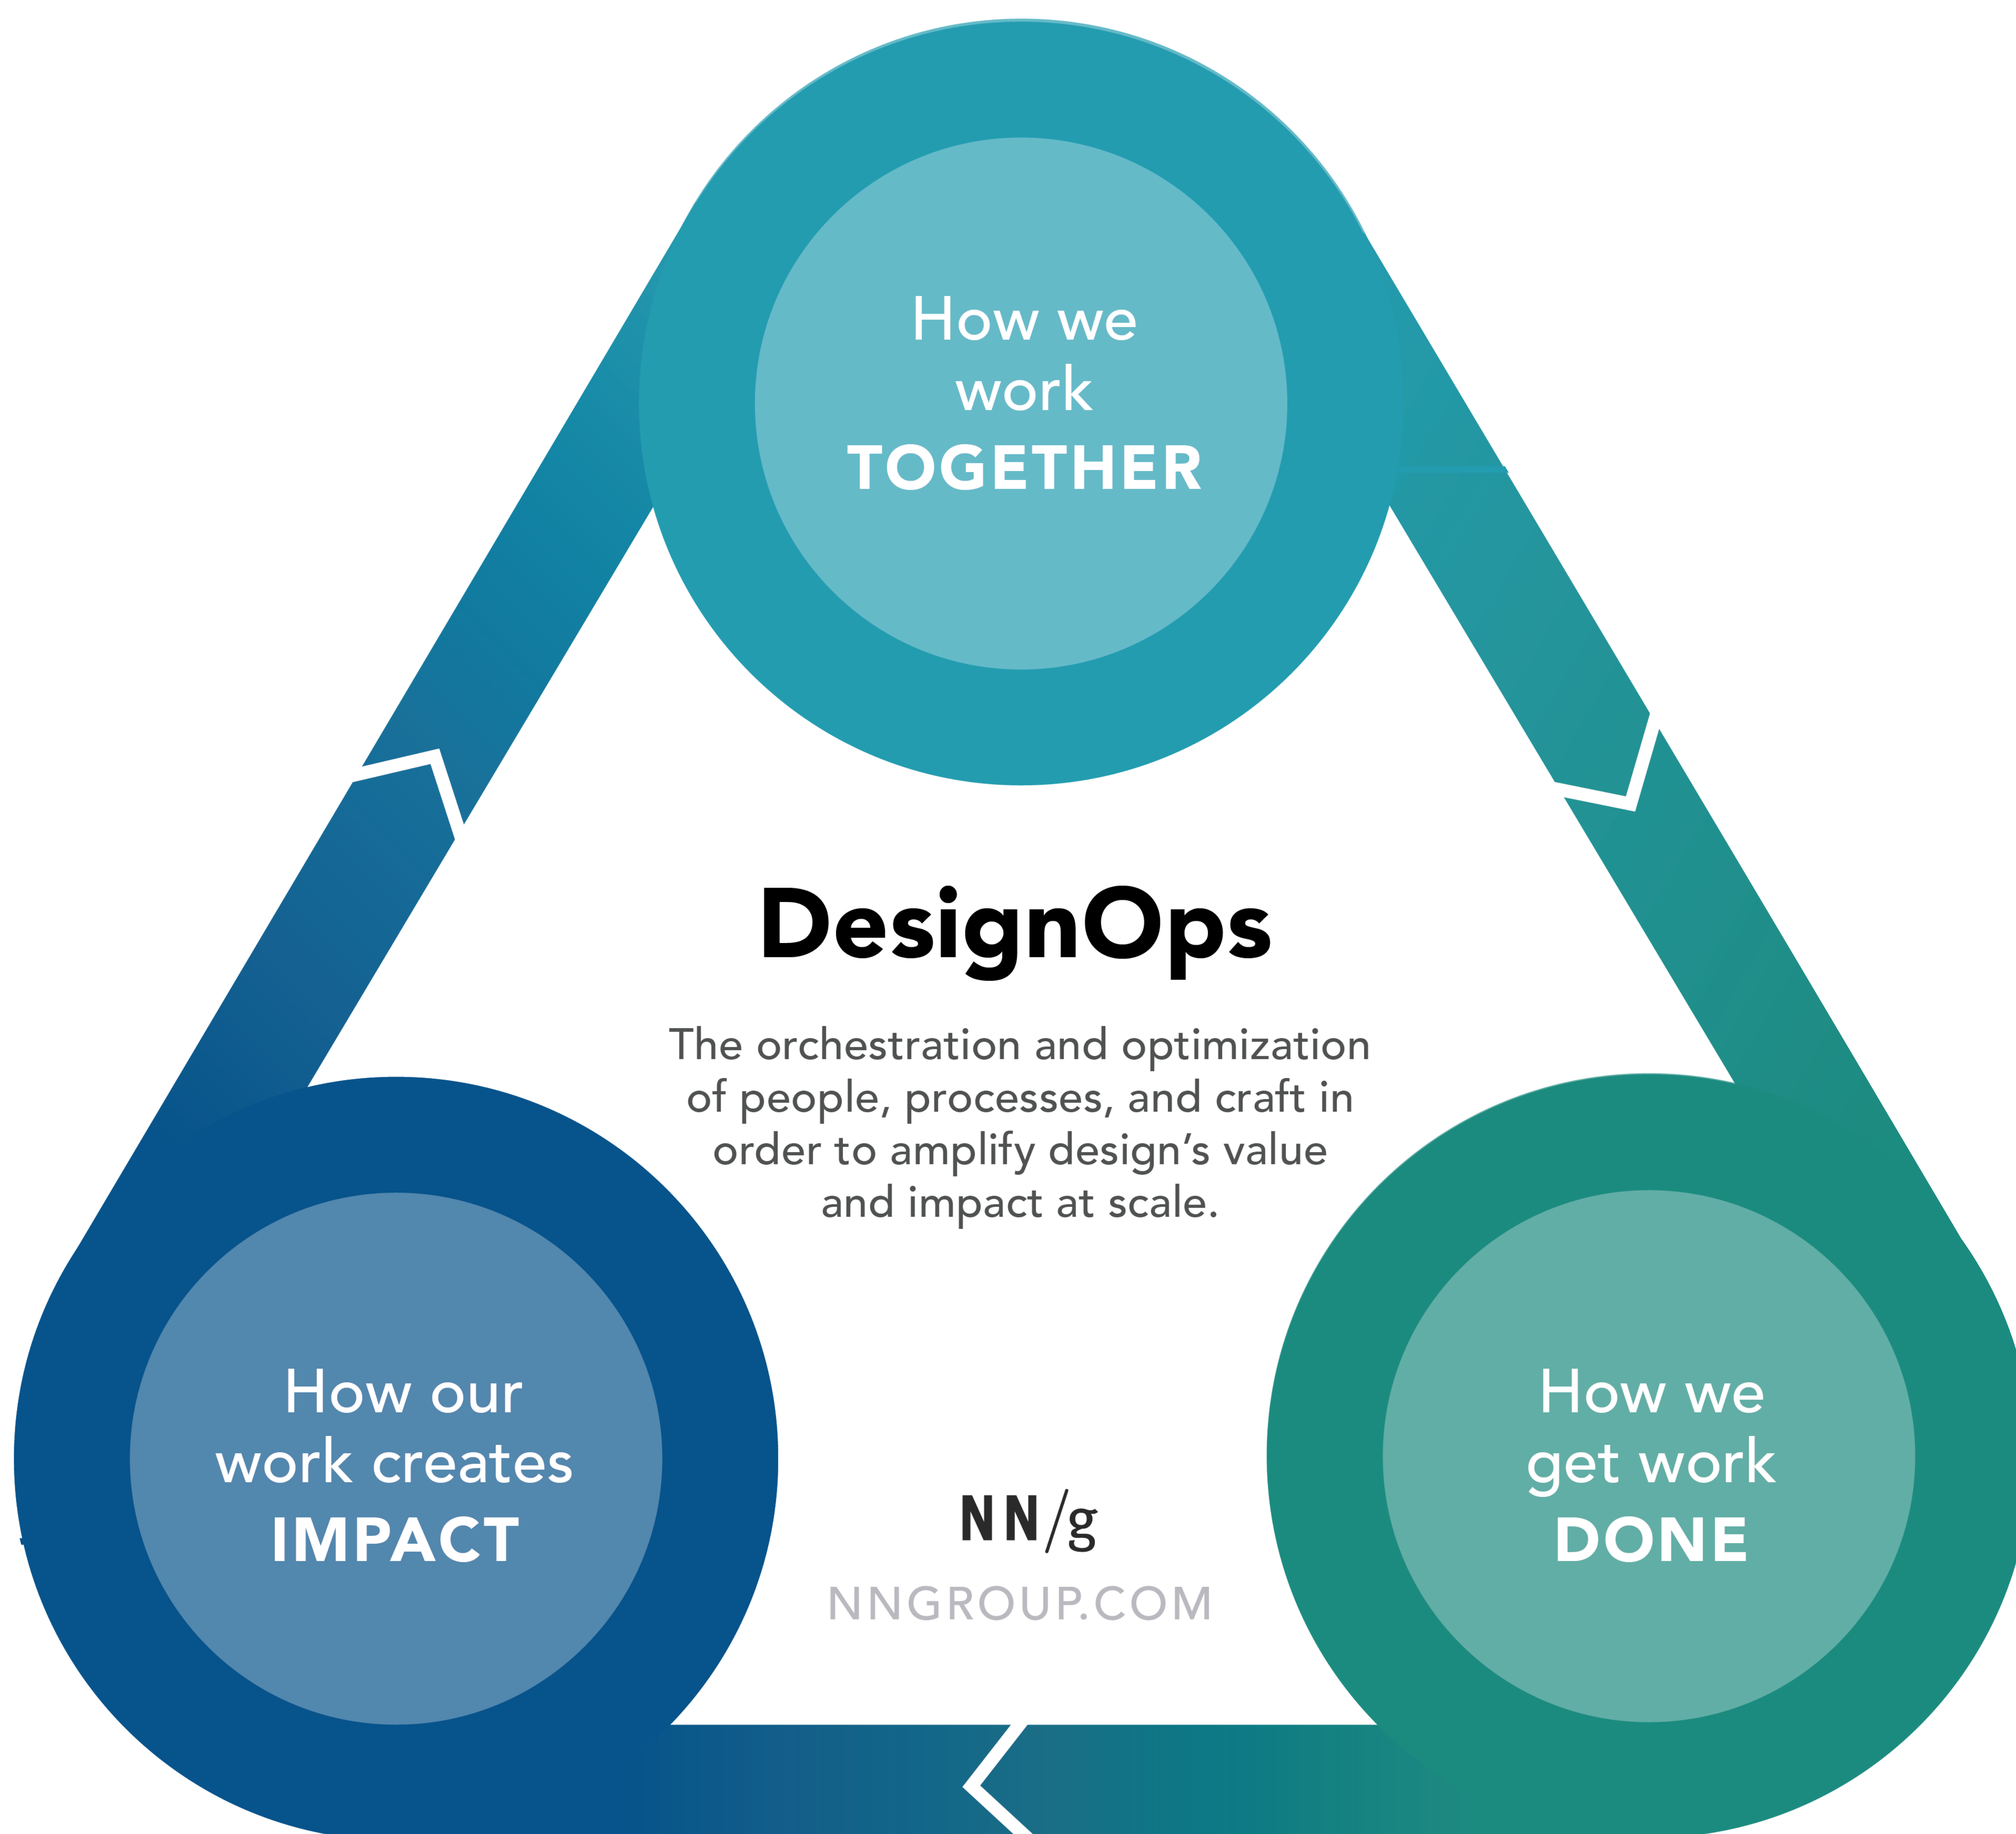 How we
work
TOGETHER
DesignOps
The orchestration and optimization
of people, processes, and craft in
order to amplify design’s value
and impact at scale.
How our
work creates
IMPACT
How we
get work
DONE
NN/g
NNGROUP.COM